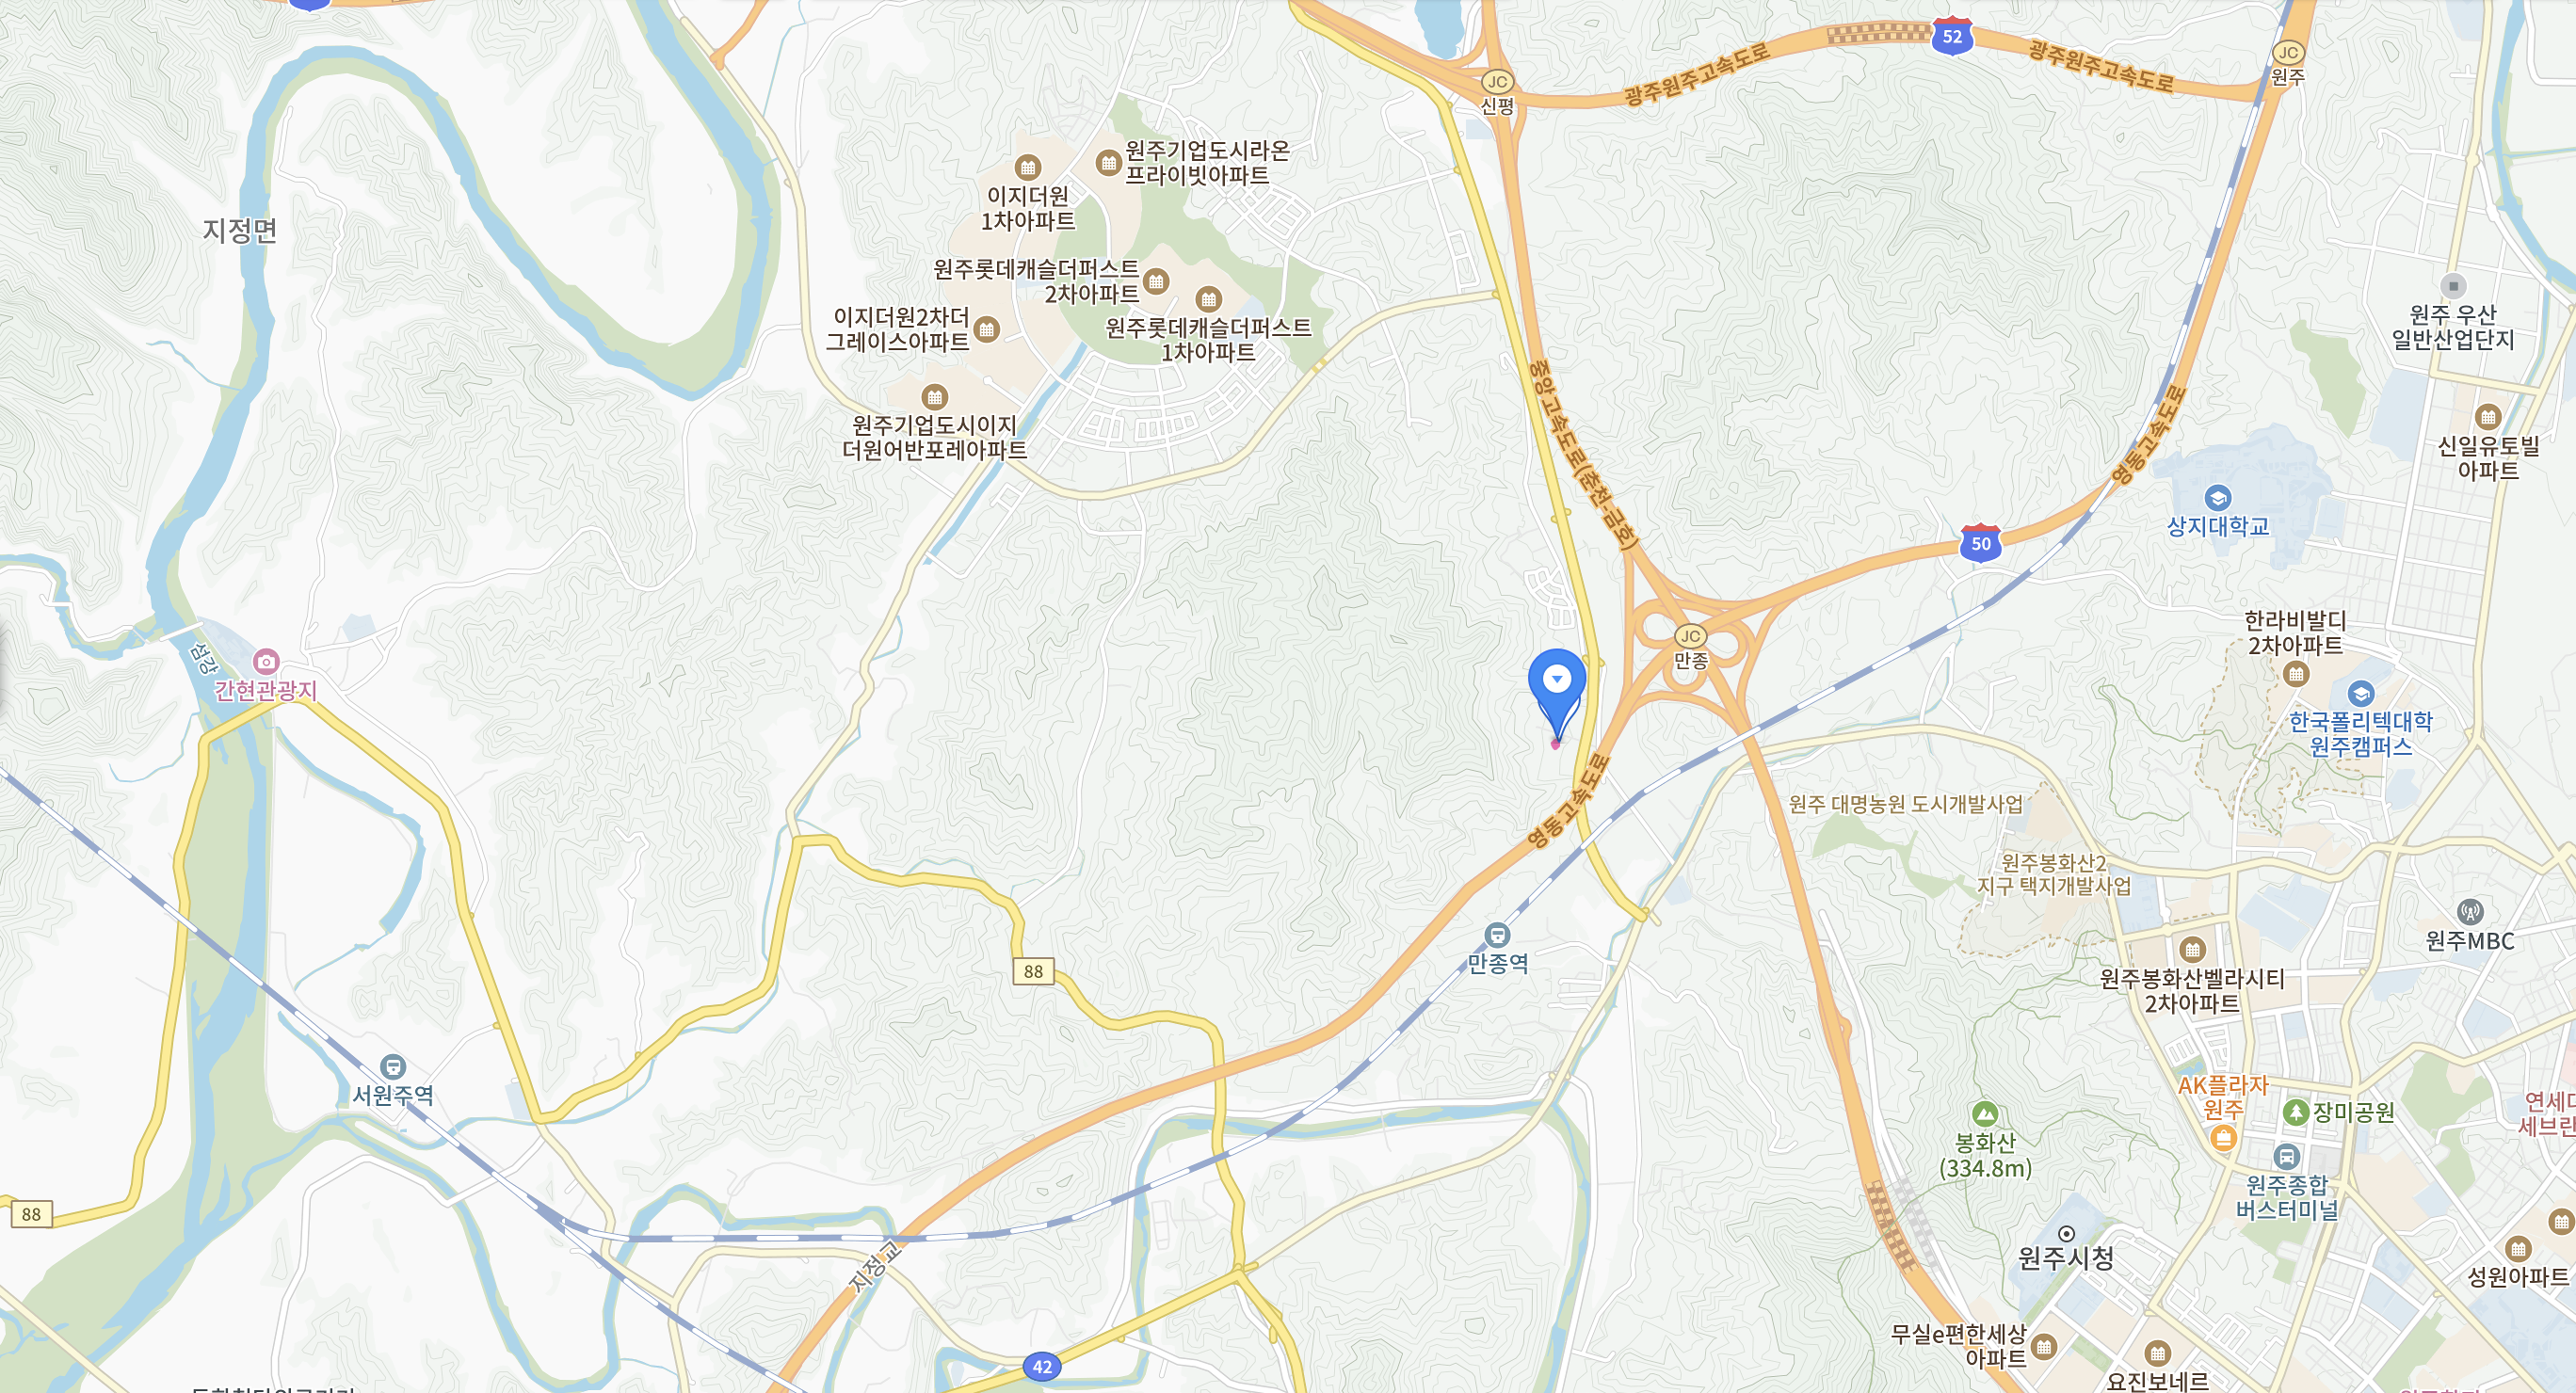 52
광주원주고속도로
광주원주고속도로
JC
원주
JC
신평
원주기업도시라온
프라이빗아파트
이지더원
1차아파트
지정면
원주롯데캐슬더퍼스트
2차아파트
원주롯데캐슬더퍼스트
1차아파트
이지더원2차더
그레이스아파트
원주 우산
일반산업단지
원주기업도시이지
더원어반포레아파트
중앙고속도로(춘천-금호)
영동고속도로
신일유토빌
아파트
상지대학교
50
한라비발디
2차아파트
JC
만종
섬강
간현관광지
한국폴리텍대학
원주캠퍼스
영동고속도로
원주 대명농원 도시개발사업
원주봉화산2
지구 택지개발사업
원주MBC
만종역
88
원주봉화산벨라시티
2차아파트
서원주역
AK플라자
원주
장미공원
연세대
세브란
봉화산
(334.8m)
원주종합
버스터미널
88
원주시청
지정교
성원아파트
무실e편한세상
아파트
42
요진보네르